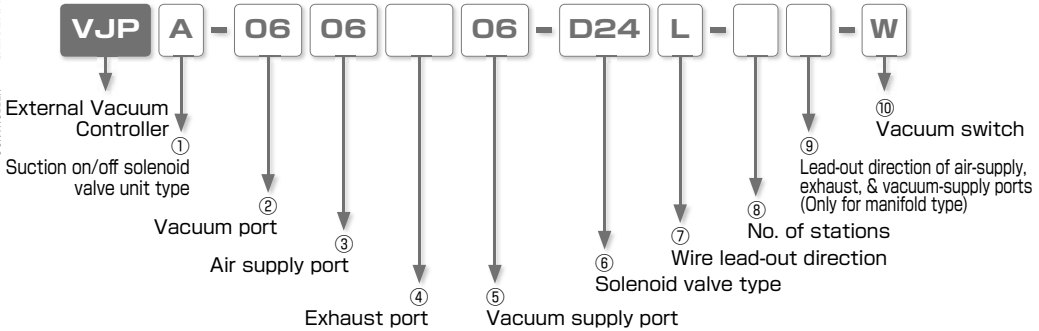 VJP A - 06 06 06 - D24 L - - W
External Vacuum
Controller
①
Suction on/off solenoid
valve unit type
②
Vacuum port
③
Air supply port
④
Exhaust port
⑤
Vacuum supply port
⑥
Solenoid valve type
⑦
Wire lead-out direction
⑧
No. of stations
⑨
Lead-out direction of air-supply,
exhaust, & vacuum-supply ports
(Only for manifold type)
⑩
Vacuum switch